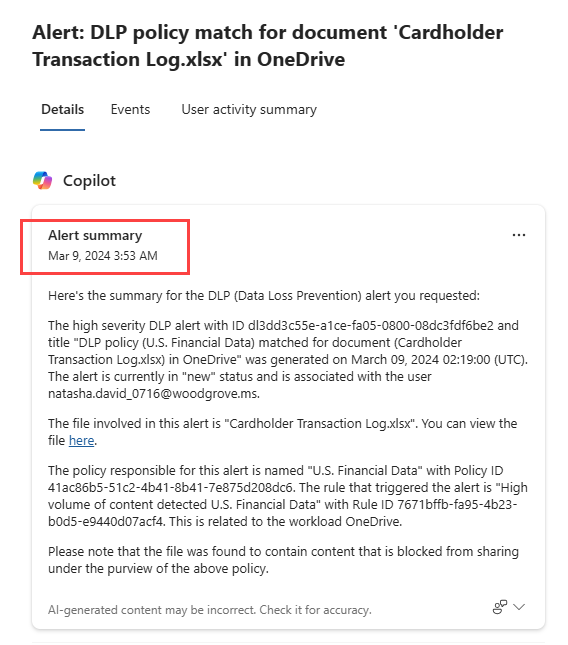 Alert: DLP policy match for document 'Cardholder
Transaction Log.xlsx' in OneDrive
Details Events User activity summary
Copilot
Alert summary
Mar 9, 2024 3:53 AM
Here's the summary for the DLP (Data Loss Prevention) alert you requested:
The high severity DLP alert with ID dl3dd3c55e-a1ce-fa05-0800-08dc3fdf6be2 and
title "DLP policy (U.S. Financial Data) matched for document (Cardholder
Transaction Log.xlsx) in OneDrive" was generated on March 09, 2024 02:19:00 (UTC).
The alert is currently in "new" status and is associated with the user
natasha.david_0716@woodgrove.ms.
The file involved in this alert is "Cardholder Transaction Log.xlsx". You can view the
file here.
The policy responsible for this alert is named "U.S. Financial Data" with Policy ID
41ac86b5-51c2-4b41-8b41-7e875d208dc6. The rule that triggered the alert is "High
volume of content detected U.S. Financial Data" with Rule ID 7671bffb-fa95-4b23-
b0d5-e9440d07acf4. This is related to the workload OneDrive.
Please note that the file was found to contain content that is blocked from sharing
under the purview of the above policy.
AI-generated content may be incorrect. Check it for accuracy.